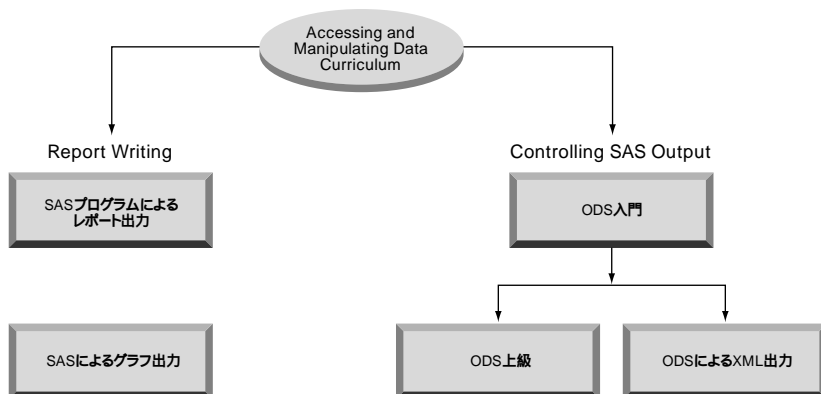 Accessing and
Manipulating Data
Curriculum
Report Writing
Controlling SAS Output
SASプログラムによる
レポート出力
ODS入門
SASによるグラフ出力
ODS上級
ODSによるXML出力